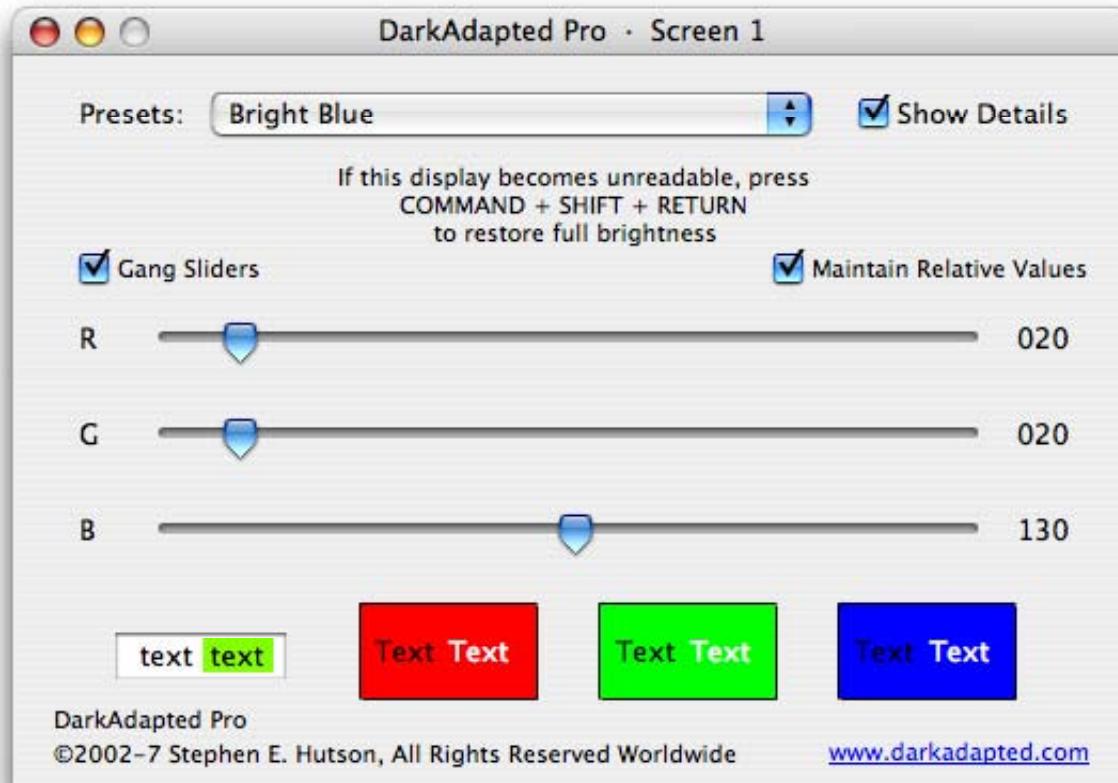 DarkAdapted Pro · Screen 1
Presets: Bright Blue Show Details
If this display becomes unreadable, press
COMMAND + SHIFT + RETURN
to restore full brightness
Gang Sliders Maintain Relative Values
R 020
G 020
B 130
text text Text Text Text Text Text Text
DarkAdapted Pro
©2002-7 Stephen E. Hutson, All Rights Reserved Worldwide www.darkadapted.com